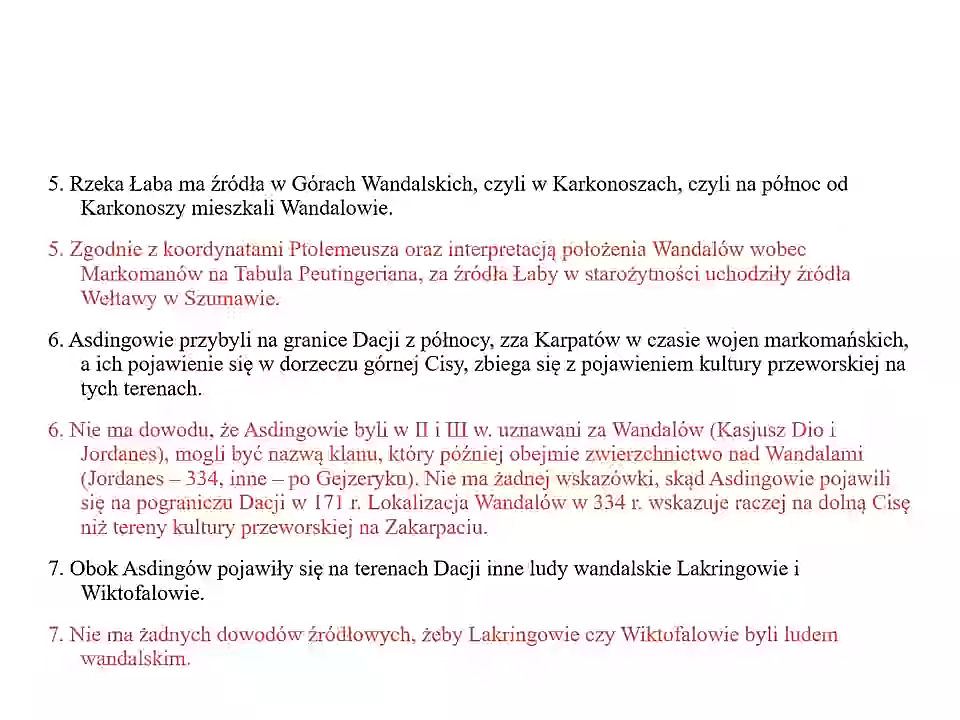 5. Rzeka Łaba ma źródła w Górach Wandalskich, czyli w Karkonoszach, czyli na północ od
Karkonoszy mieszkali Wandalowie.
5. Zgodnie z koordynatami Ptolemeusza oraz interpretacją położenia Wandalów wobec
Markomanów na Tabula Peutingeriana, za źródła Łaby w starożytności uchodziły źródła
Wełtawy w Szumawie.
6. Asdingowie przybyli na granice Dacji z północy, zza Karpatów w czasie wojen markomańskich,
a ich pojawienie się w dorzeczu górnej Cisy, zbiega się z pojawieniem kultury przeworskiej na
tych terenach.
6. Nie ma dowodu, że Asdingowie byli w II i III w. uznawani za Wandalów (Kasjusz Dio i
Jordanes), mogli być nazwą klanu, który później obejmie zwierzchnictwo nad Wandalami
(Jordanes – 334, inne – po Gejzeryku). Nie ma żadnej wskazówki, skąd Asdingowie pojawili
się na pograniczu Dacji w 171 r. Lokalizacja Wandalów w 334 r. wskazuje raczej na dolną Cisę
niż tereny kultury przeworskiej na Zakarpaciu.
7. Obok Asdingów pojawiły się na terenach Dacji inne ludy wandalskie Lakringowie i
Wiktofalowie.
7. Nie ma żadnych dowodów źródłowych, żeby Lakringowie czy Wiktofalowie byli ludem
wandalskim.